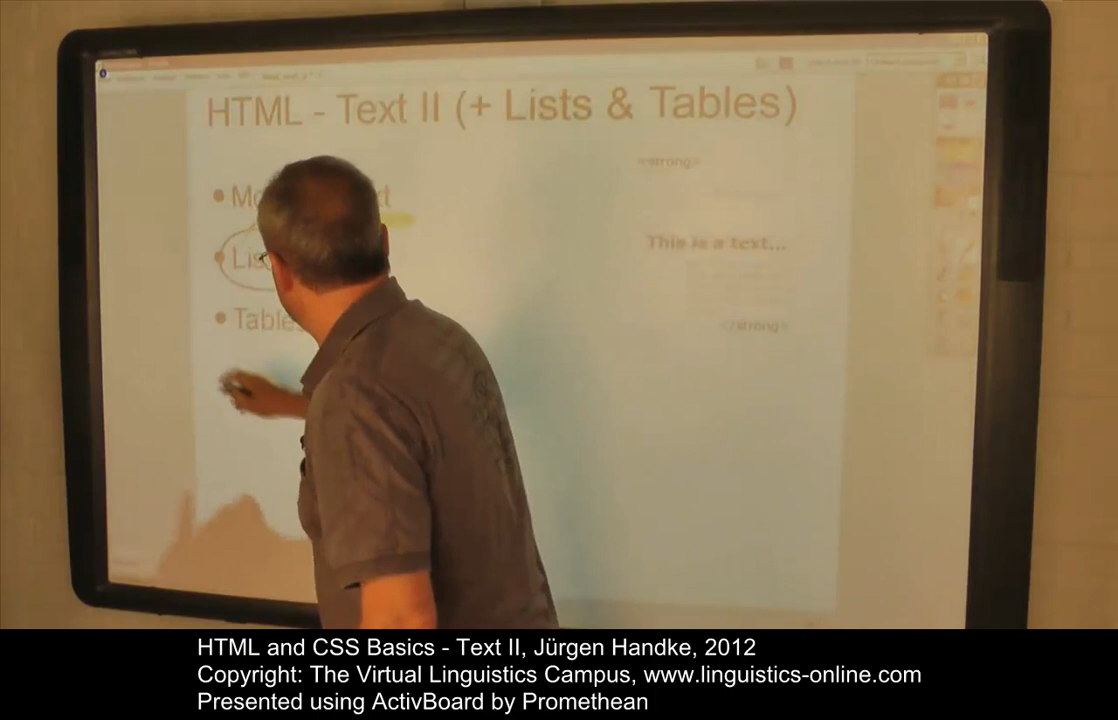 HTML - Text II (+ Lists & Tables)
<strong>
This is a text...
Tables
</strong>
HTML and CSS Basics - Text II, Jürgen Handke, 2012
Copyright: The Virtual Linguistics Campus, www.linguistics-online.com
Presented using ActivBoard by Promethean